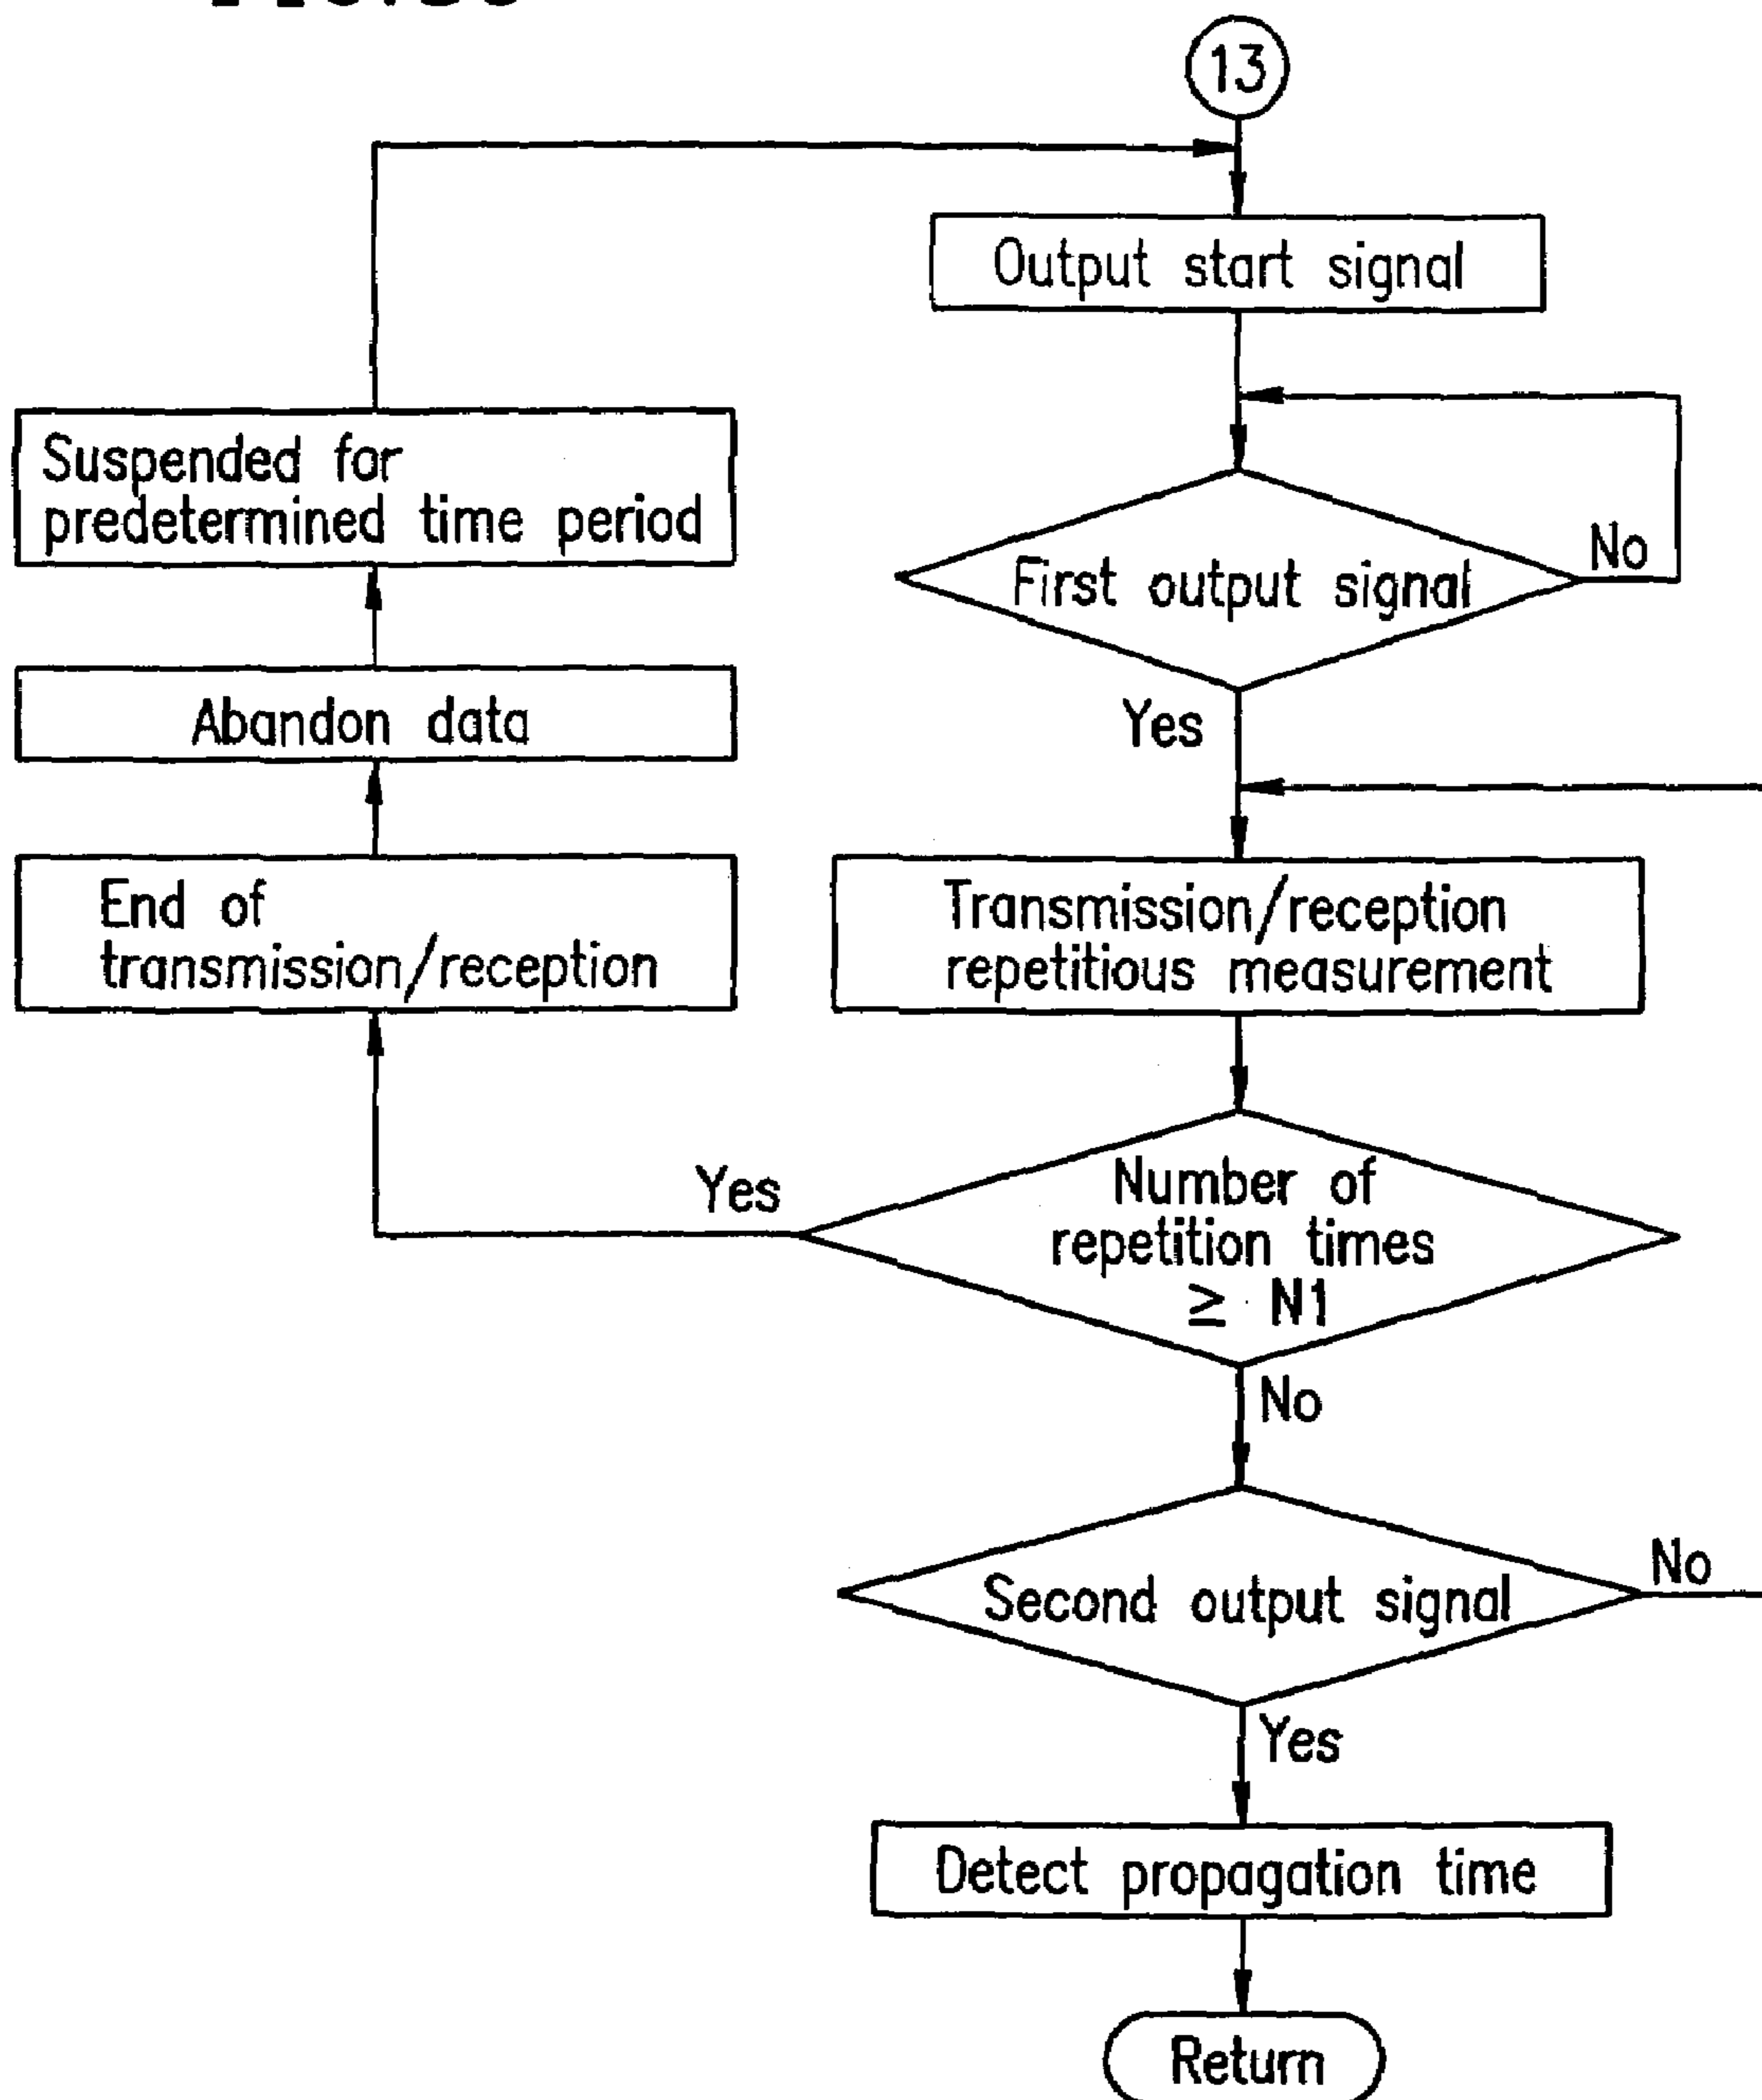 13
Output start signal
First output signal
No
Yes
Transmission/reception
repetitious measurement
Number of
repetition times
≥ N1
Yes
End of
transmission/reception
Abandon data
Suspended for
predetermined time period
No
Second output signal
No
Yes
Detect propagation time
Return